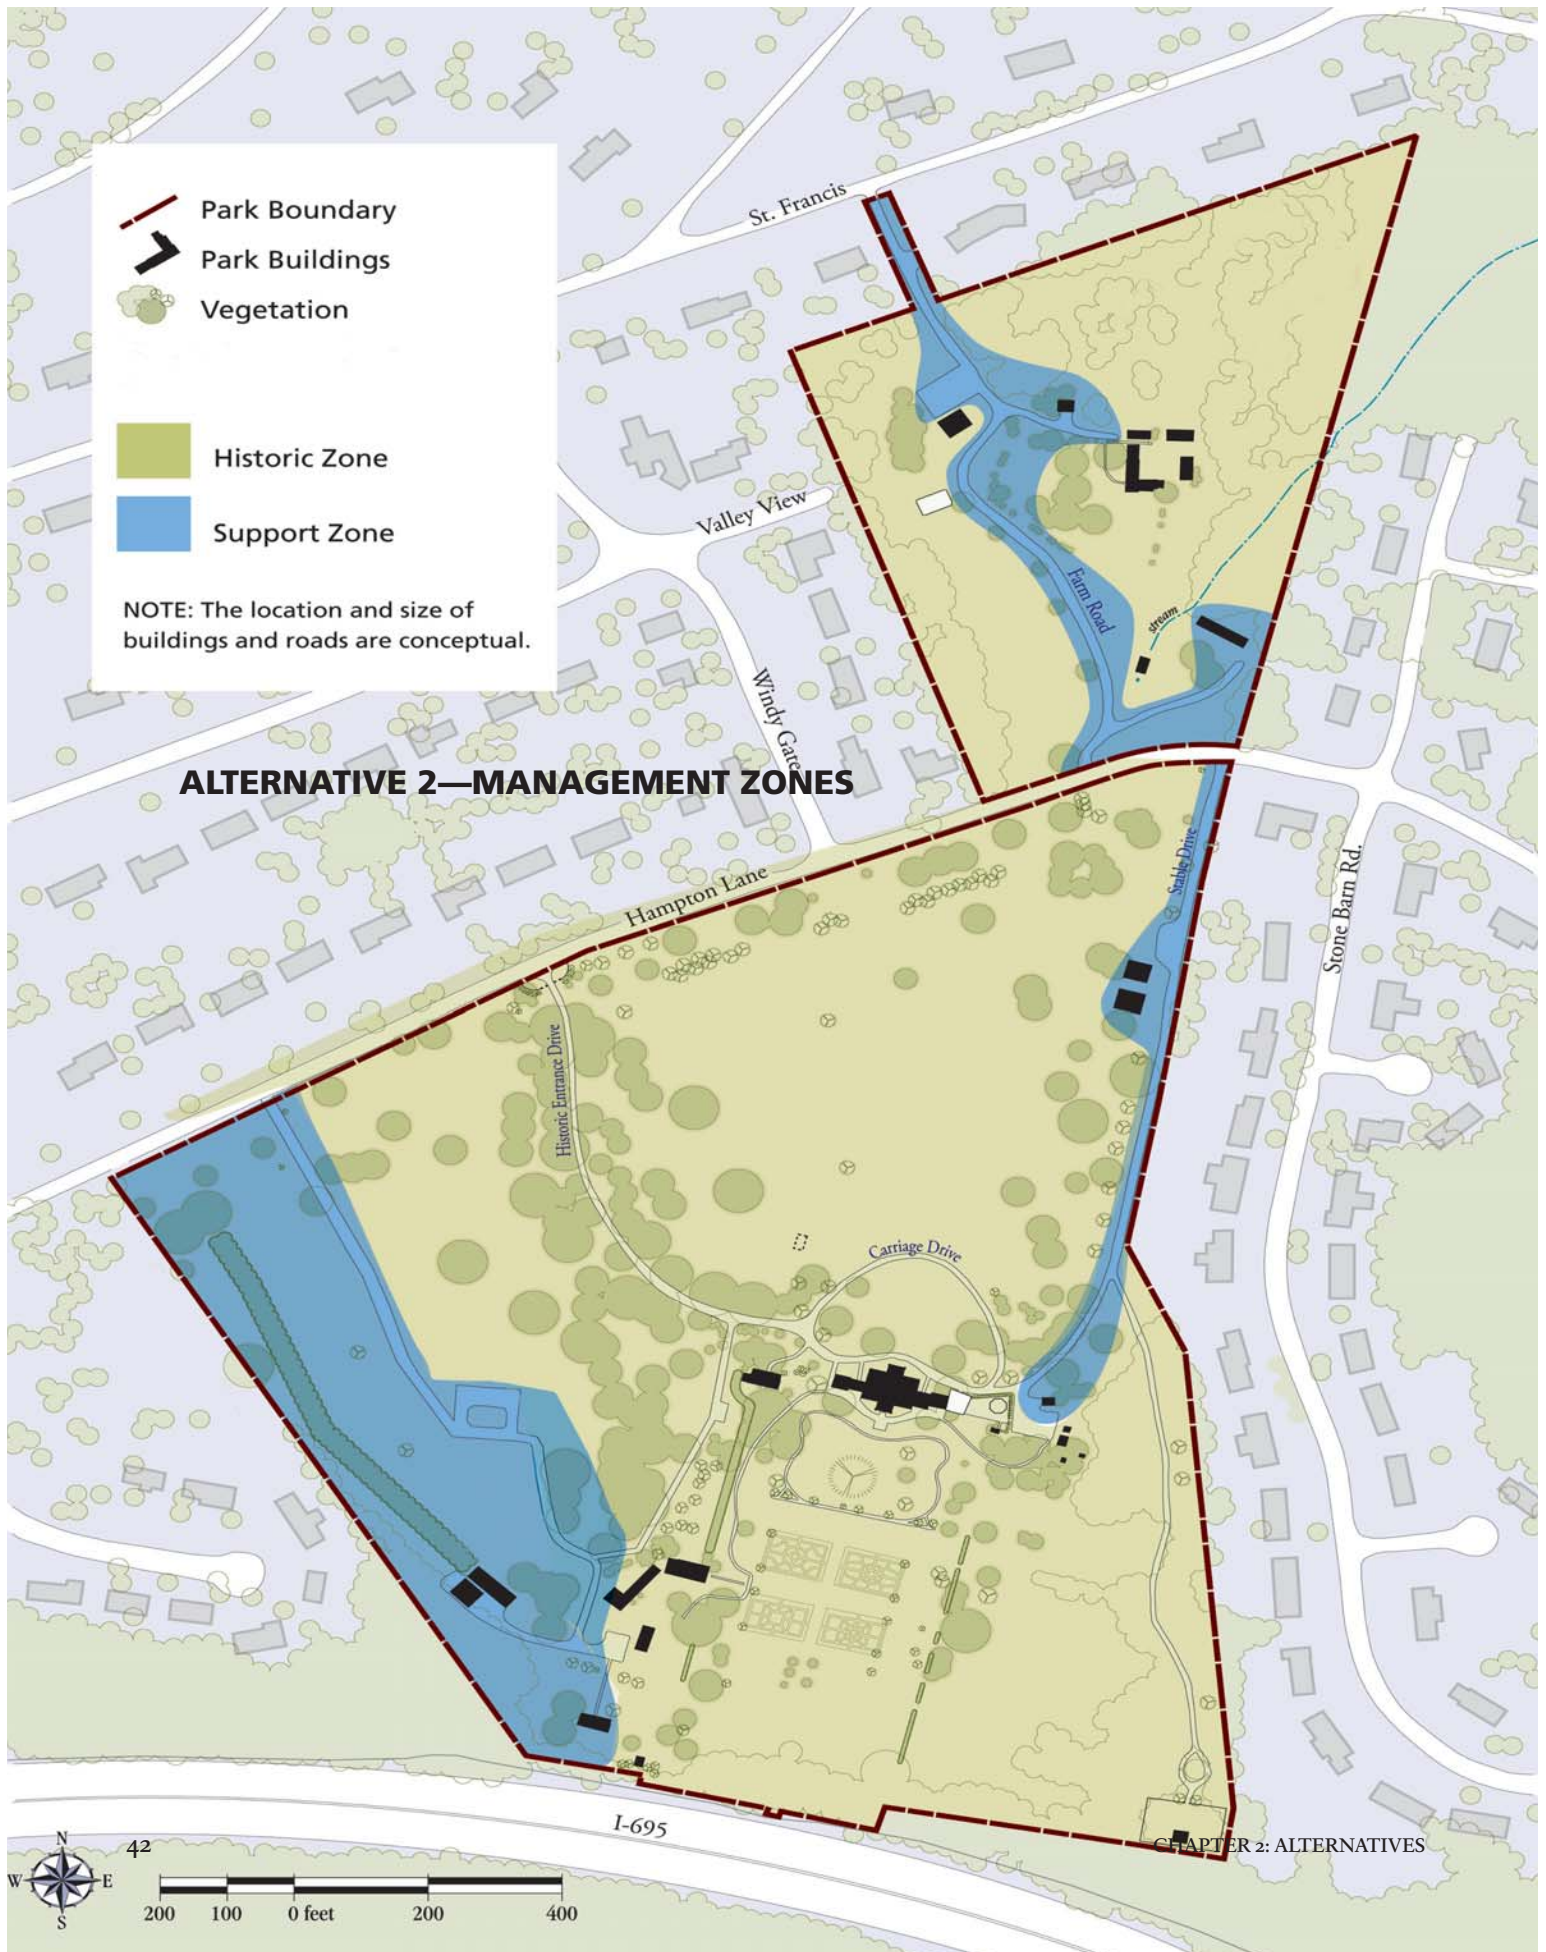 St. Francis
Park Boundary
Park Buildings
Vegetation
Historic Zone
Support Zone
NOTE: The location and size of
buildings and roads are conceptual.
Valley View
Farm Road
stream
Windy Gates
ALTERNATIVE 2—MANAGEMENT ZONES
Hampton Lane
Stable Drive
Stone Barn Rd.
Historic Entrance Drive
Carriage Drive
I-695
N
W
E
S
42
CHAPTER 2: ALTERNATIVES
200 100 0 feet 200 400